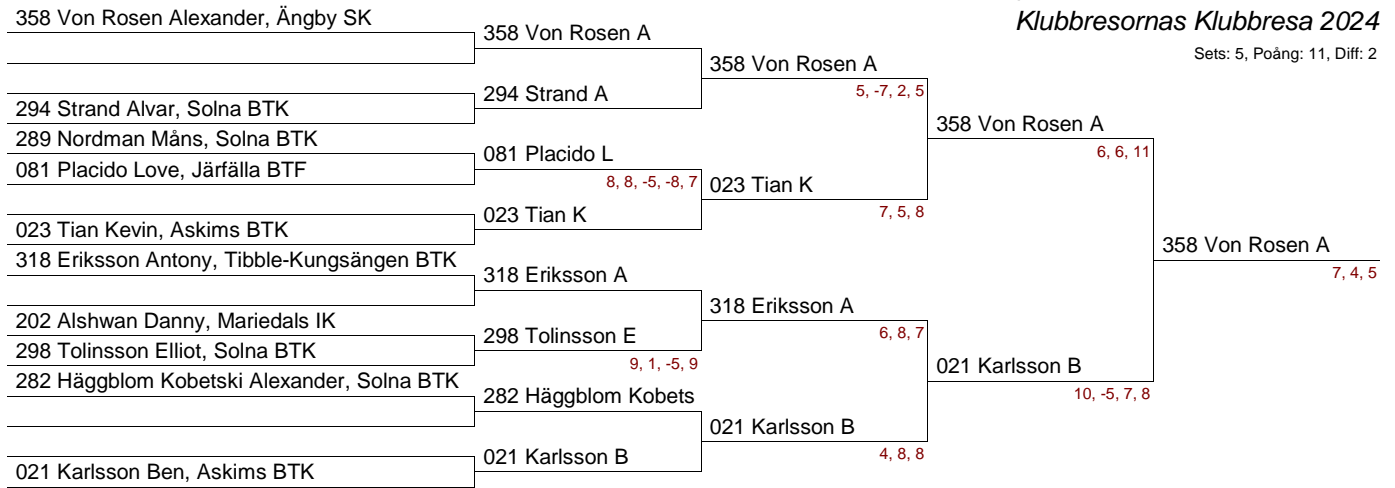 358 Von Rosen Alexander, Ängby SK
Klubbresornas Klubbresa 2024
358 Von Rosen A
Sets: 5, Poång: 11, Diff: 2
358 Von Rosen A
5, -7, 2, 5
294 Strand A
294 Strand Alvar, Solna BTK
358 Von Rosen A
6, 6, 11
289 Nordman Måns, Solna BTK
081 Placido L
8, 8, -5, -8, 7
081 Placido Love, Järfälla BTF
023 Tian K
7, 5, 8
023 Tian K
023 Tian Kevin, Askims BTK
358 Von Rosen A
7, 4, 5
318 Eriksson Antony, Tibble-Kungsängen BTK
318 Eriksson A
318 Eriksson A
6, 8, 7
202 Alshwan Danny, Mariedals IK
298 Tolinsson E
9, 1, -5, 9
298 Tolinsson Elliot, Solna BTK
021 Karlsson B
10, -5, 7, 8
282 Häggblom Kobetski Alexander, Solna BTK
282 Häggblom Kobets
021 Karlsson B
4, 8, 8
021 Karlsson B
021 Karlsson Ben, Askims BTK